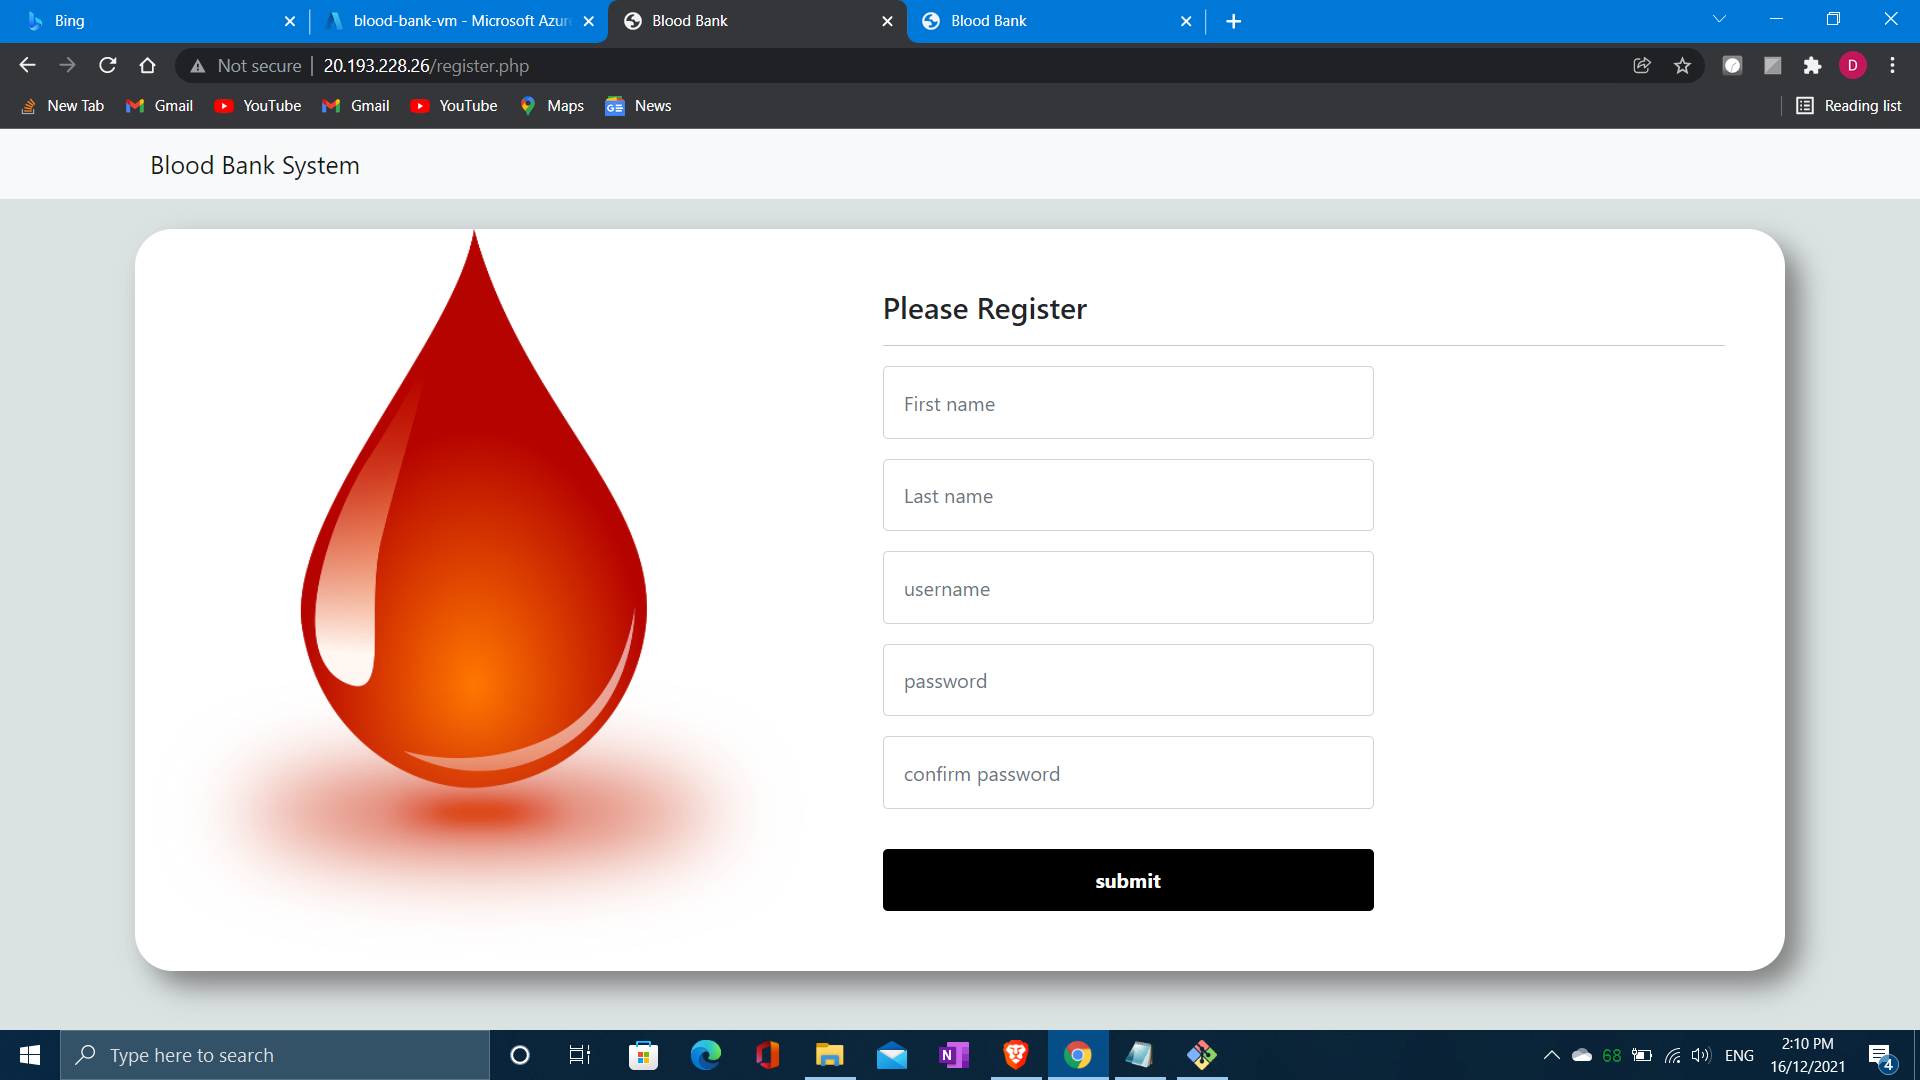 Bing
blood-bank-vm - Microsoft Azur
Blood Bank
Blood Bank
Not secure
20.193.228.26/register.php
D
New Tab
Gmail
YouTube
Gmail
YouTube
Maps
GE
News
Reading list
Blood Bank System
Please Register
First name
Last name
username
password
confirm password
submit
Type here to search
N
68
ENG
2:10 PM
16/12/2021
4